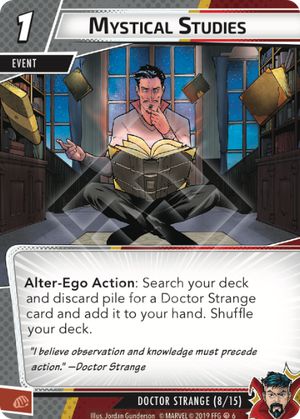 1
MYSTICAL STUDIES
EVENT
Alter-Ego Action: Search your deck
and discard pile for a Doctor Strange
card and add it to your hand. Shuffle
your deck.
"I believe observation and knowledge must precede
action." —Doctor Strange
DOCTOR STRANGE (8/15)
Illus. Jordan Gunderson © MARVEL © 2019 FFG 6